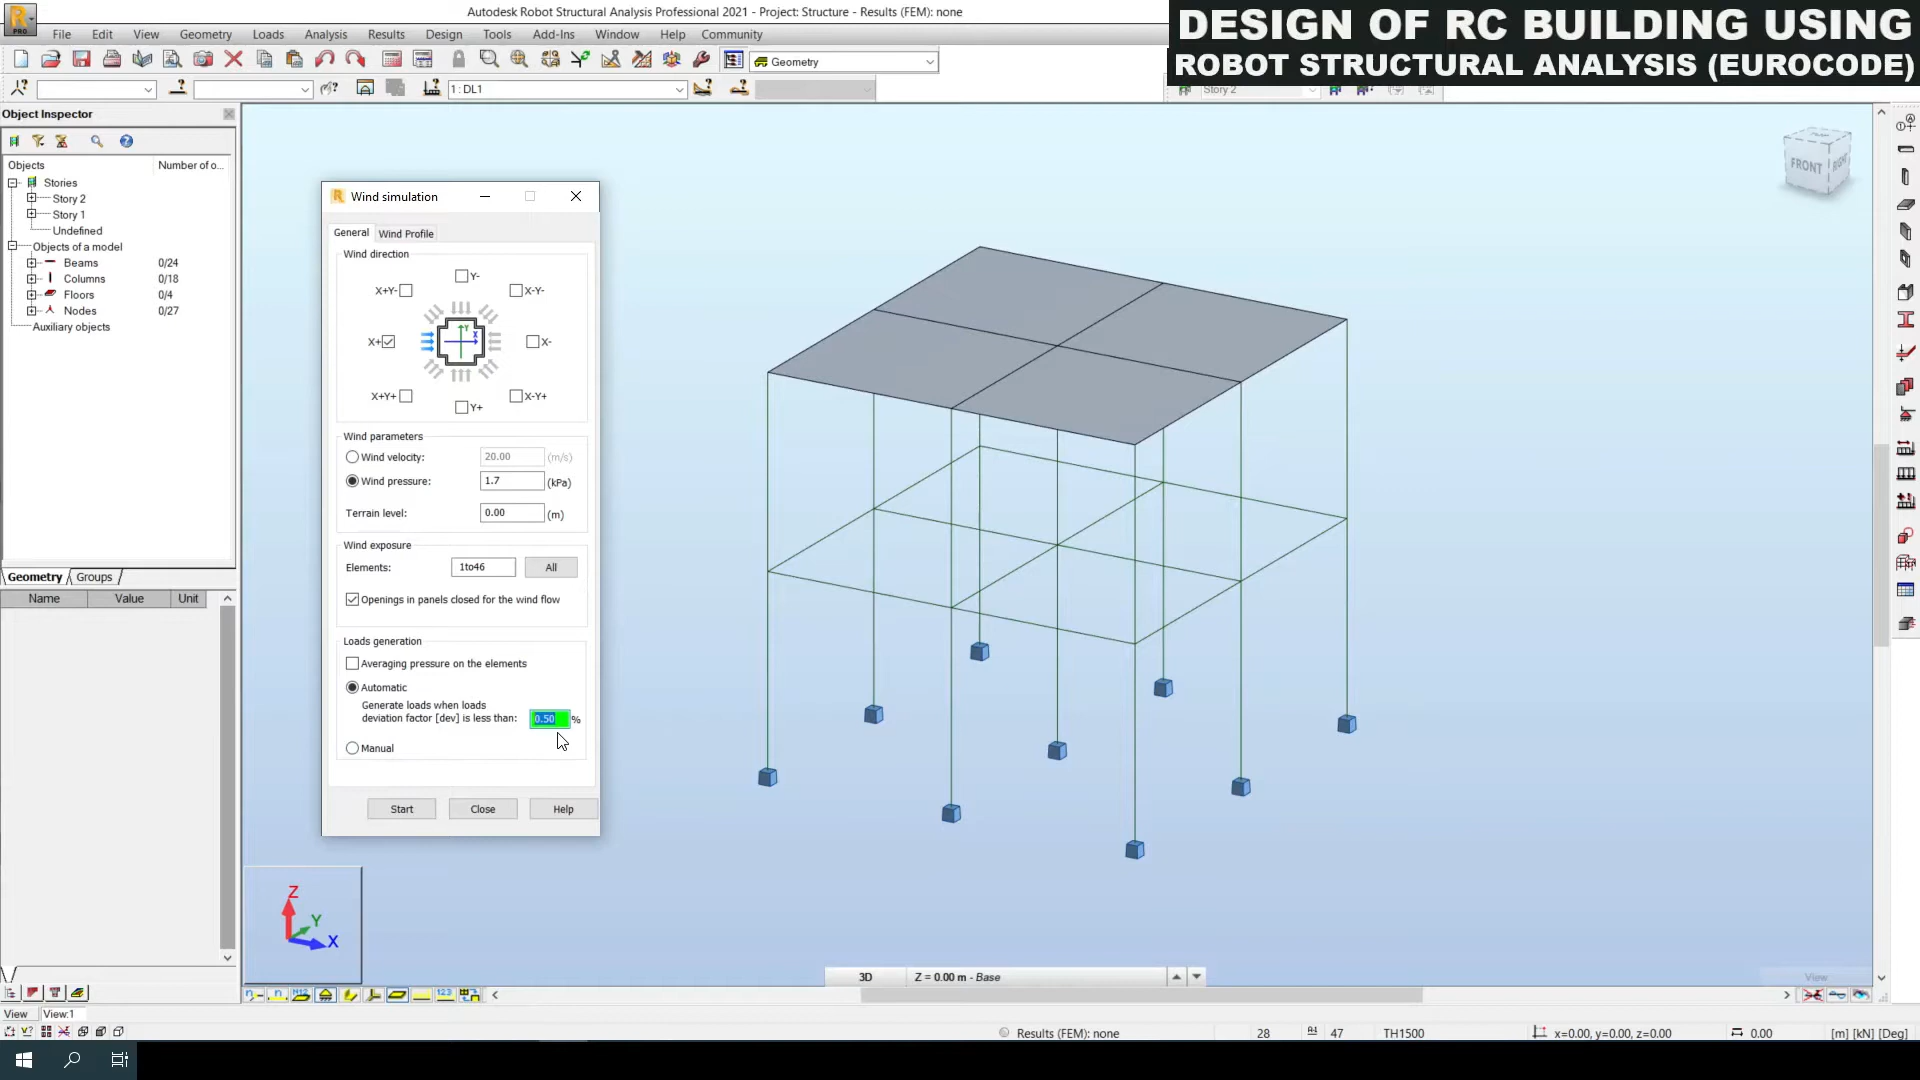 Autodesk Robot Structural Analysis Professional 2021 - Project: Structure - Results (FEM): none
DESIGN OF RC BUILDING USING
ROBOT STRUCTURAL ANALYSIS (EUROCODE)
PRO
File Edit View Geometry Loads Analysis Results Design Tools Add-Ins Window Help Community
Geometry
1 : DL1
Story 2
Object Inspector
Objects Number of o...
Stories
Story 2
Story 1
Undefined
Objects of a model
Beams 0/24
Columns 0/18
Floors 0/4
Nodes 0/27
Auxiliary objects
Geometry Groups
Name Value Unit
Wind simulation
General Wind Profile
Wind direction
Y-
X+Y- X-Y-
X+ X-
Y
X
X+Y+ X-Y+
Y+
Wind parameters
Wind velocity: 20.00 (m/s)
Wind pressure: 1.7 (kPa)
Terrain level: 0.00 (m)
Wind exposure
Elements: 1to46 All
Openings in panels closed for the wind flow
Loads generation
Averaging pressure on the elements
Automatic
Generate loads when loads
deviation factor [dev] is less than: 0.50 %
Manual
Start Close Help
FRONT RIGHT
Z
Y
X
3D Z = 0.00 m - Base
View
View View:1
Results (FEM): none 28 47 TH1500 x=0.00, y=0.00, z=0.00 0.00 [m] [kN] [Deg]